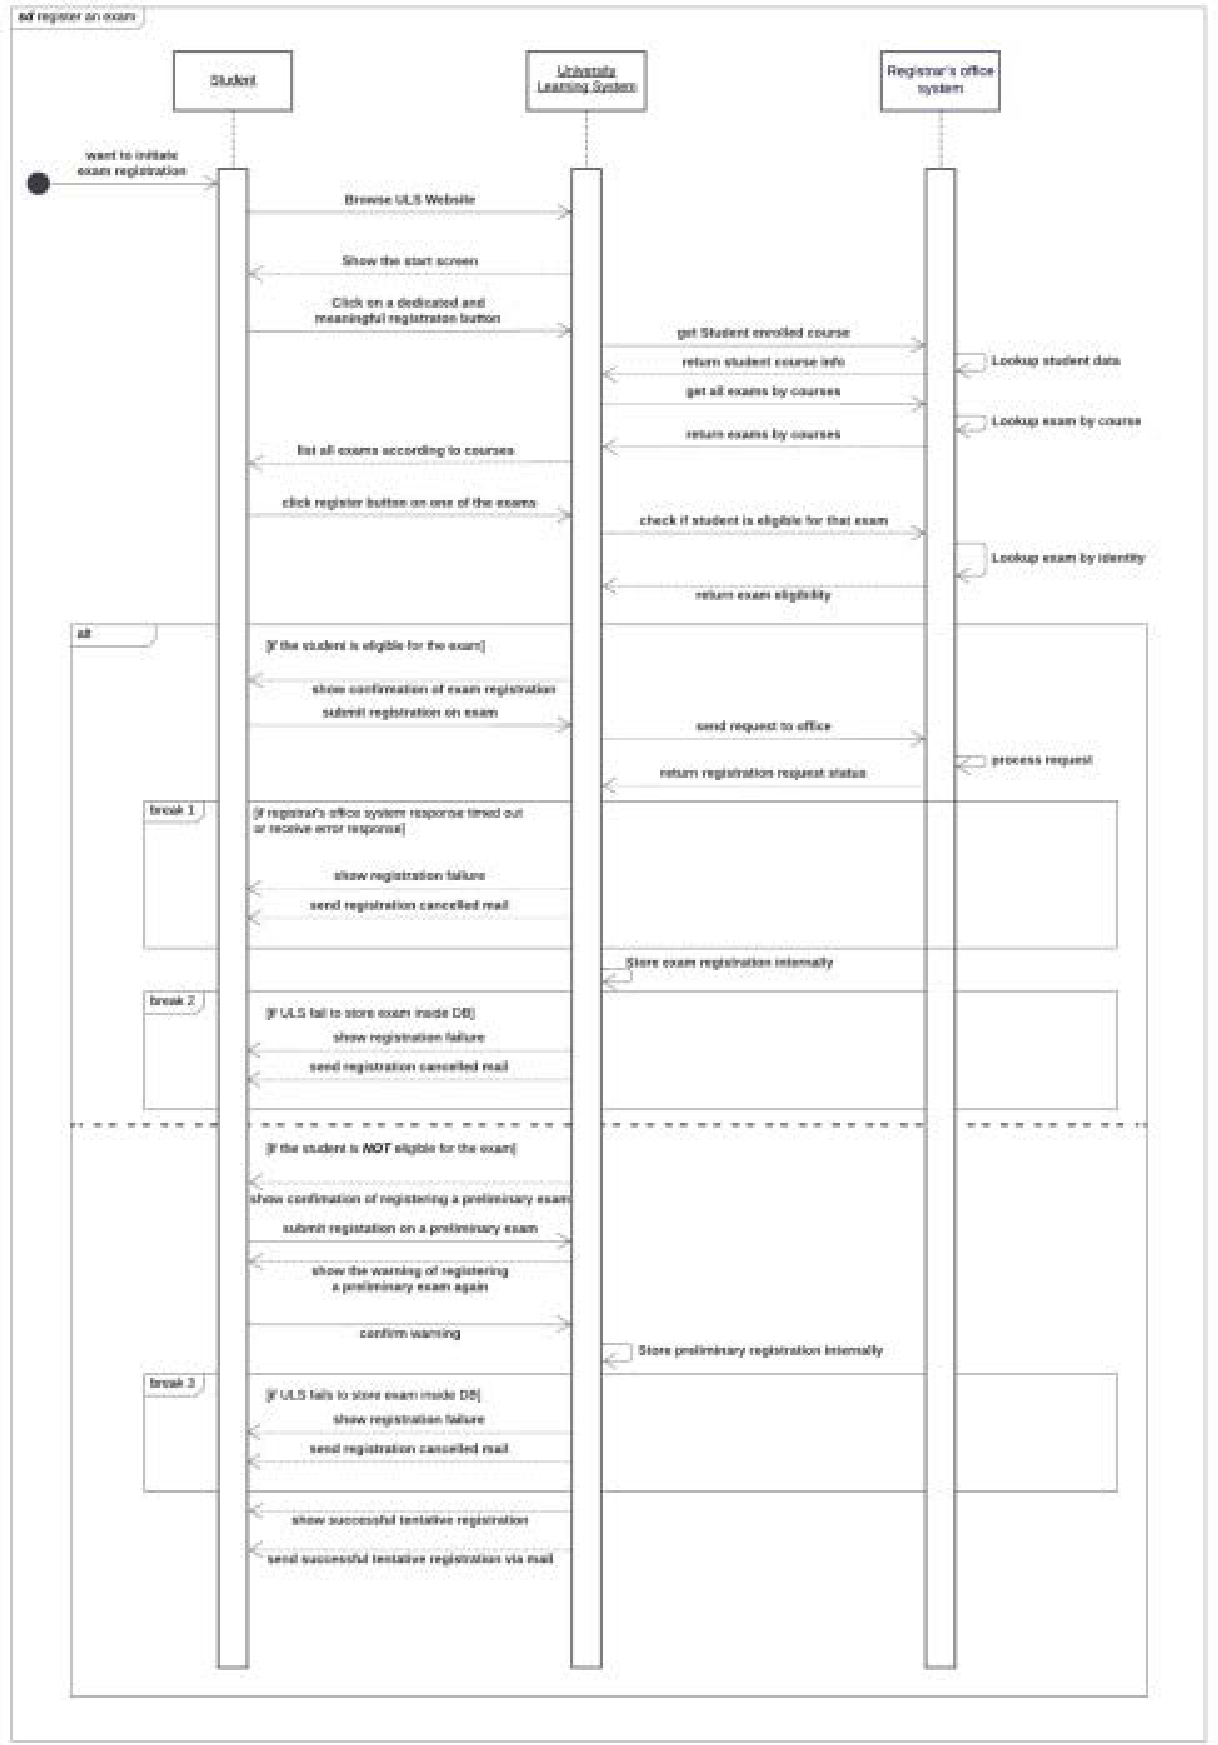 sd register an exam
Student
University
Learning System
Registrar's office
system
want to initiate
exam registration
Browse ULS Website
Show the start screen
Click on a dedicated and
meaningful registraton button
get Student enrolled course
return student course info
Lookup student data
get all exams by courses
Lookup exam by course
return exams by courses
list all exams according to courses
click register button on one of the exams
check if student is eligible for that exam
Lookup exam by identity
return exam eligibility
alt
[if the student is eligible for the exam]
show confirmation of exam registration
submit registration on exam
send request to office
process request
return registration request status
break 1
[if registrar's office system response timed out
or receive error response]
show registration failure
send registration cancelled mail
Store exam registration internally
break 2
[if ULS fail to store exam inside DB]
show registration failure
send registration cancelled mail
[if the student is NOT eligible for the exam]
show confimation of registering a preliminary exam
submit registation on a preliminary exam
show the warning of registering
a preliminary exam again
confirm warning
Store preliminary registration internally
break 3
[if ULS fails to store exam inside DB]
show registration failure
send registration cancelled mail
show successful tentative registration
send successful tentative registration via mail